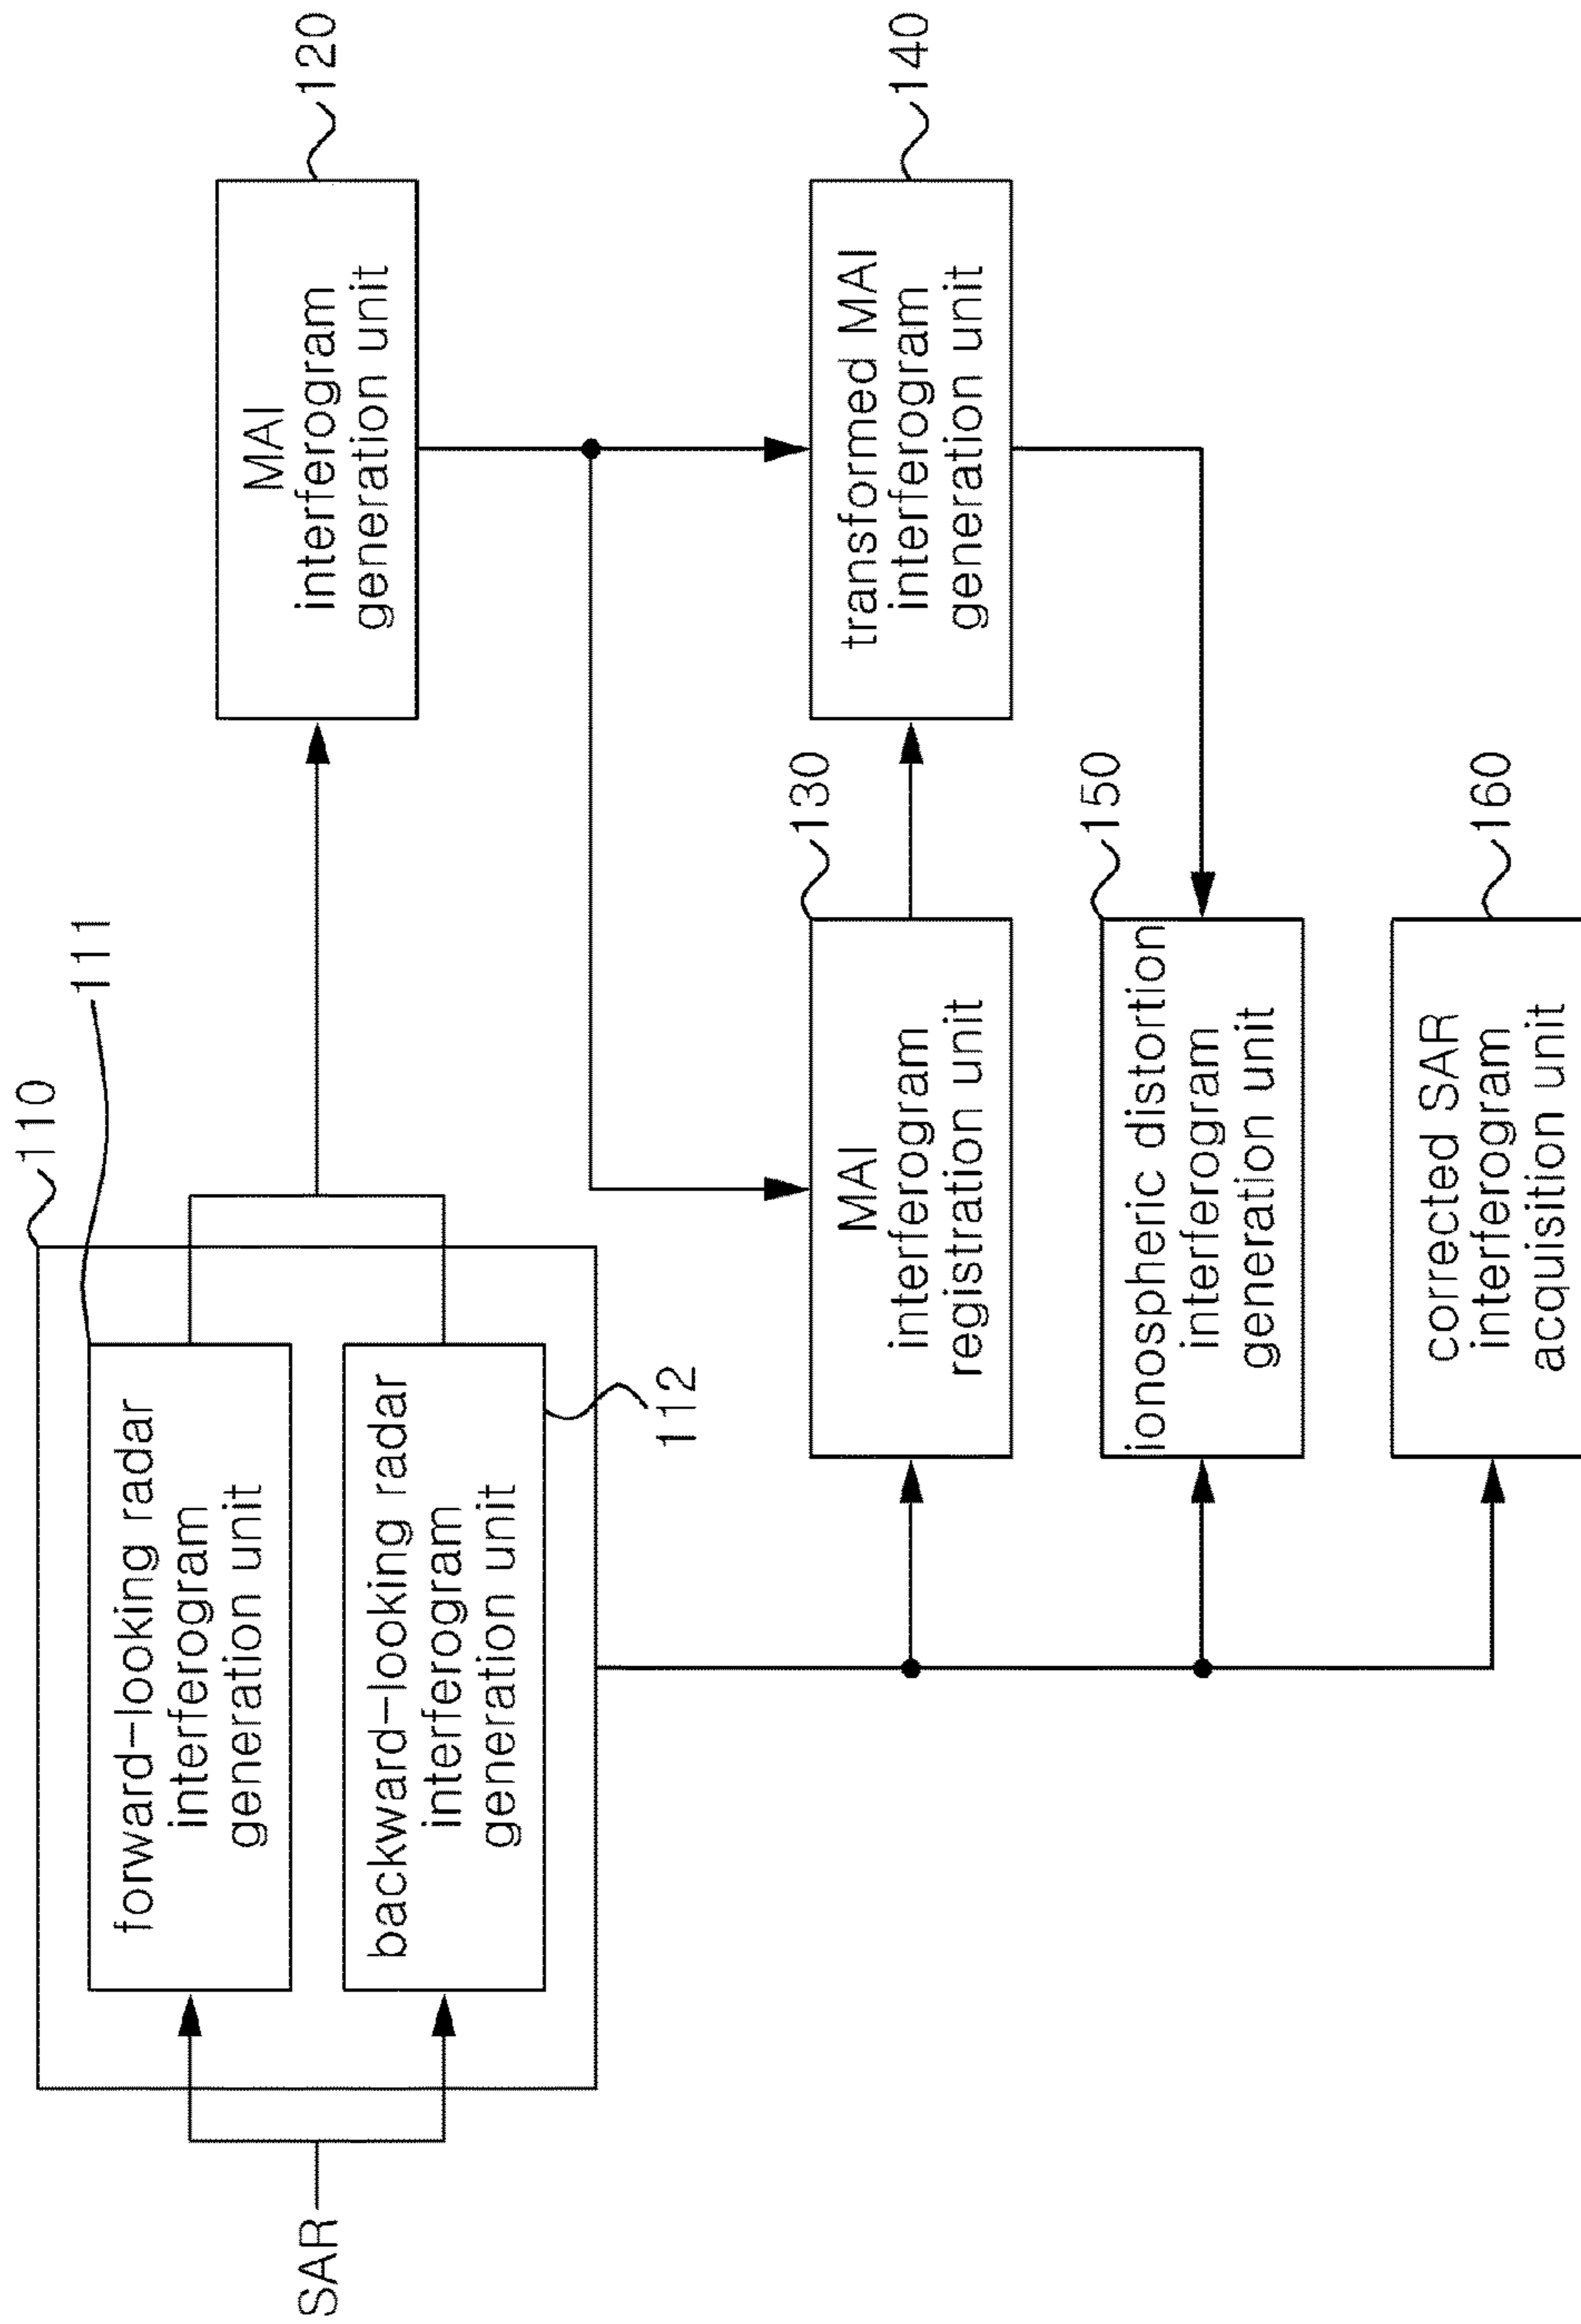 110
111
forward-looking radar
interferogram
generation unit
SAR
backward-looking radar
interferogram
generation unit
112
120
MAI
interferogram
generation unit
130
MAI
interferogram
registration unit
140
transformed MAI
interferogram
generation unit
150
ionospheric distortion
interferogram
generation unit
160
corrected SAR
interferogram
acquisition unit